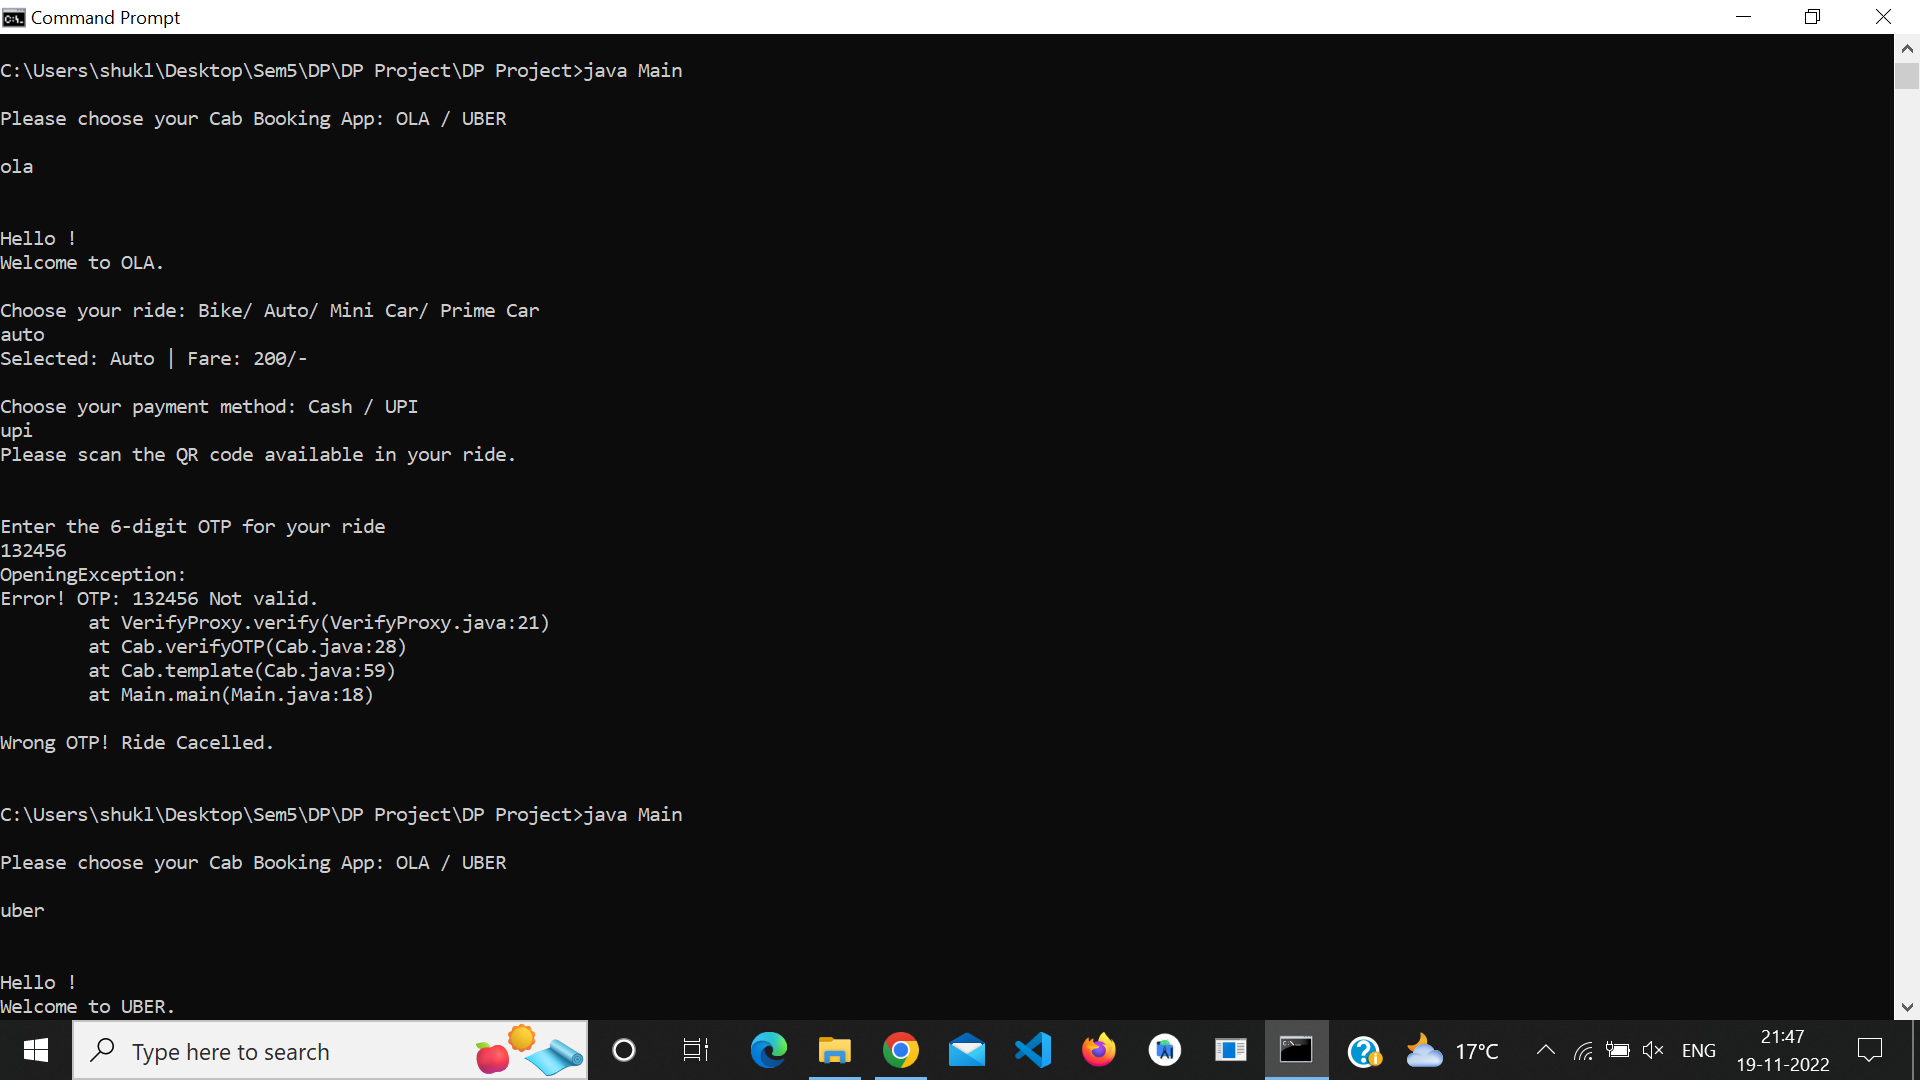 Command Prompt
C:\Users\shukl\Desktop\Sem5\DP\DP Project\DP Project>java Main
Please choose your Cab Booking App: OLA / UBER
ola
Hello !
Welcome to OLA.
Choose your ride: Bike/ Auto/ Mini Car/ Prime Car
auto
Selected: Auto | Fare: 200/-
Choose your payment method: Cash / UPI
upi
Please scan the QR code available in your ride.
Enter the 6-digit OTP for your ride
132456
OpeningException:
Error! OTP: 132456 Not valid.
at VerifyProxy.verify(VerifyProxy.java:21)
at Cab.verifyOTP(Cab.java:28)
at Cab.template(Cab.java:59)
at Main.main(Main.java:18)
Wrong OTP! Ride Cacelled.
C:\Users\shukl\Desktop\Sem5\DP\DP Project\DP Project>java Main
Please choose your Cab Booking App: OLA / UBER
uber
Hello !
Welcome to UBER.
Type here to search
17°C
ENG
21:47
19-11-2022